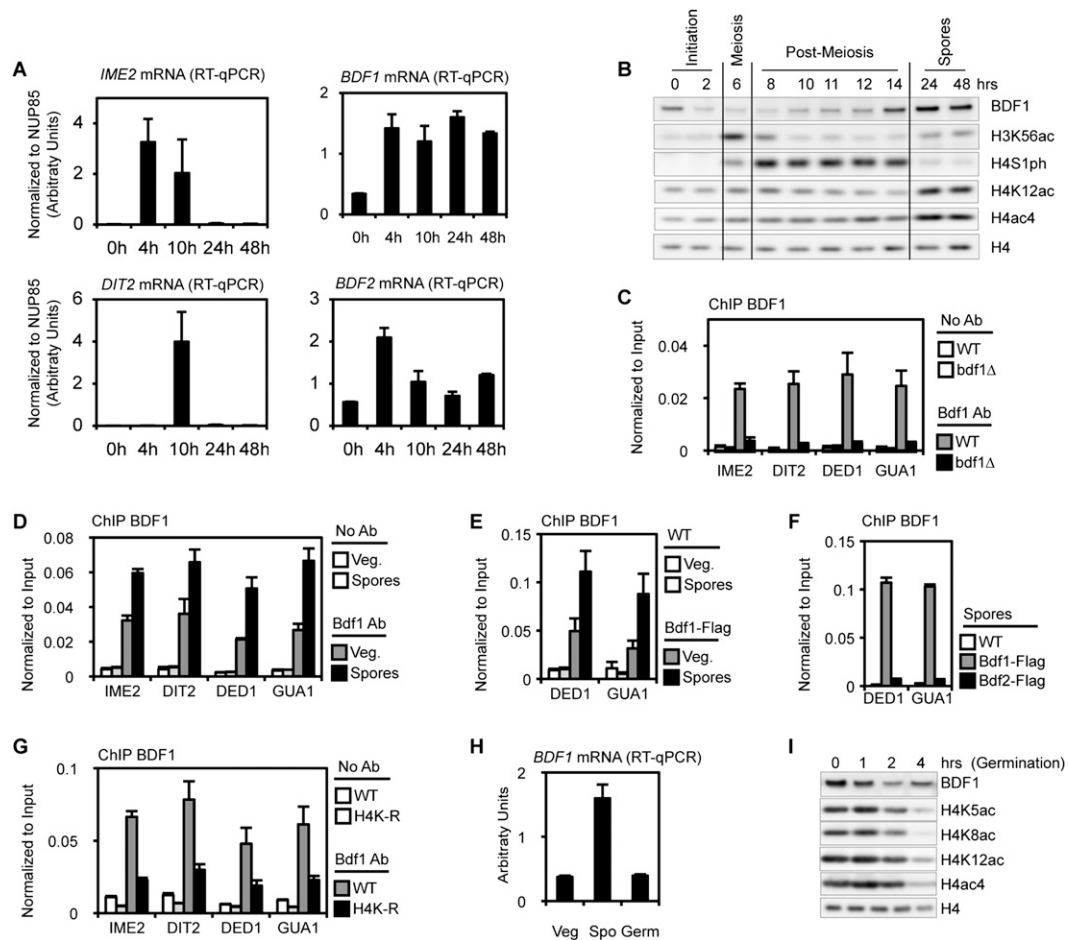 A
IME2 mRNA (RT-qPCR)
Normalized to NUP85
(Arbitraty Units)
4
2
0
0h 4h 10h 24h 48h
BDF1 mRNA (RT-qPCR)
2
1
0
0h 4h 10h 24h 48h
DIT2 mRNA (RT-qPCR)
Normalized to NUP85
(Arbitraty Units)
6
4
2
0
0h 4h 10h 24h 48h
BDF2 mRNA (RT-qPCR)
3
2
1
0
0h 4h 10h 24h 48h
B
Initiation
Meiosis
Post-Meiosis
Spores
0 2 6 8 10 11 12 14 24 48 hrs
BDF1
H3K56ac
H4S1ph
H4K12ac
H4ac4
H4
C
ChIP BDF1
Normalized to Input
0.04
0.02
0
IME2 DIT2 DED1 GUA1
No Ab
WT
bdf1Δ
Bdf1 Ab
WT
bdf1Δ
D
ChIP BDF1
Normalized to Input
0.08
0.06
0.04
0.02
0
IME2 DIT2 DED1 GUA1
No Ab
Veg.
Spores
Bdf1 Ab
Veg.
Spores
E
ChIP BDF1
Normalized to Input
0.15
0.1
0.05
0
DED1 GUA1
WT
Veg.
Spores
Bdf1-Flag
Veg.
Spores
F
ChIP BDF1
Normalized to Input
0.15
0.1
0.05
0
DED1 GUA1
Spores
WT
Bdf1-Flag
Bdf2-Flag
G
ChIP BDF1
Normalized to Input
0.1
0.05
0
IME2 DIT2 DED1 GUA1
No Ab
WT
H4K-R
Bdf1 Ab
WT
H4K-R
H
BDF1 mRNA (RT-qPCR)
Arbitraty Units
2
1
0
Veg Spo Germ
I
0 1 2 4 hrs (Germination)
BDF1
H4K5ac
H4K8ac
H4K12ac
H4ac4
H4